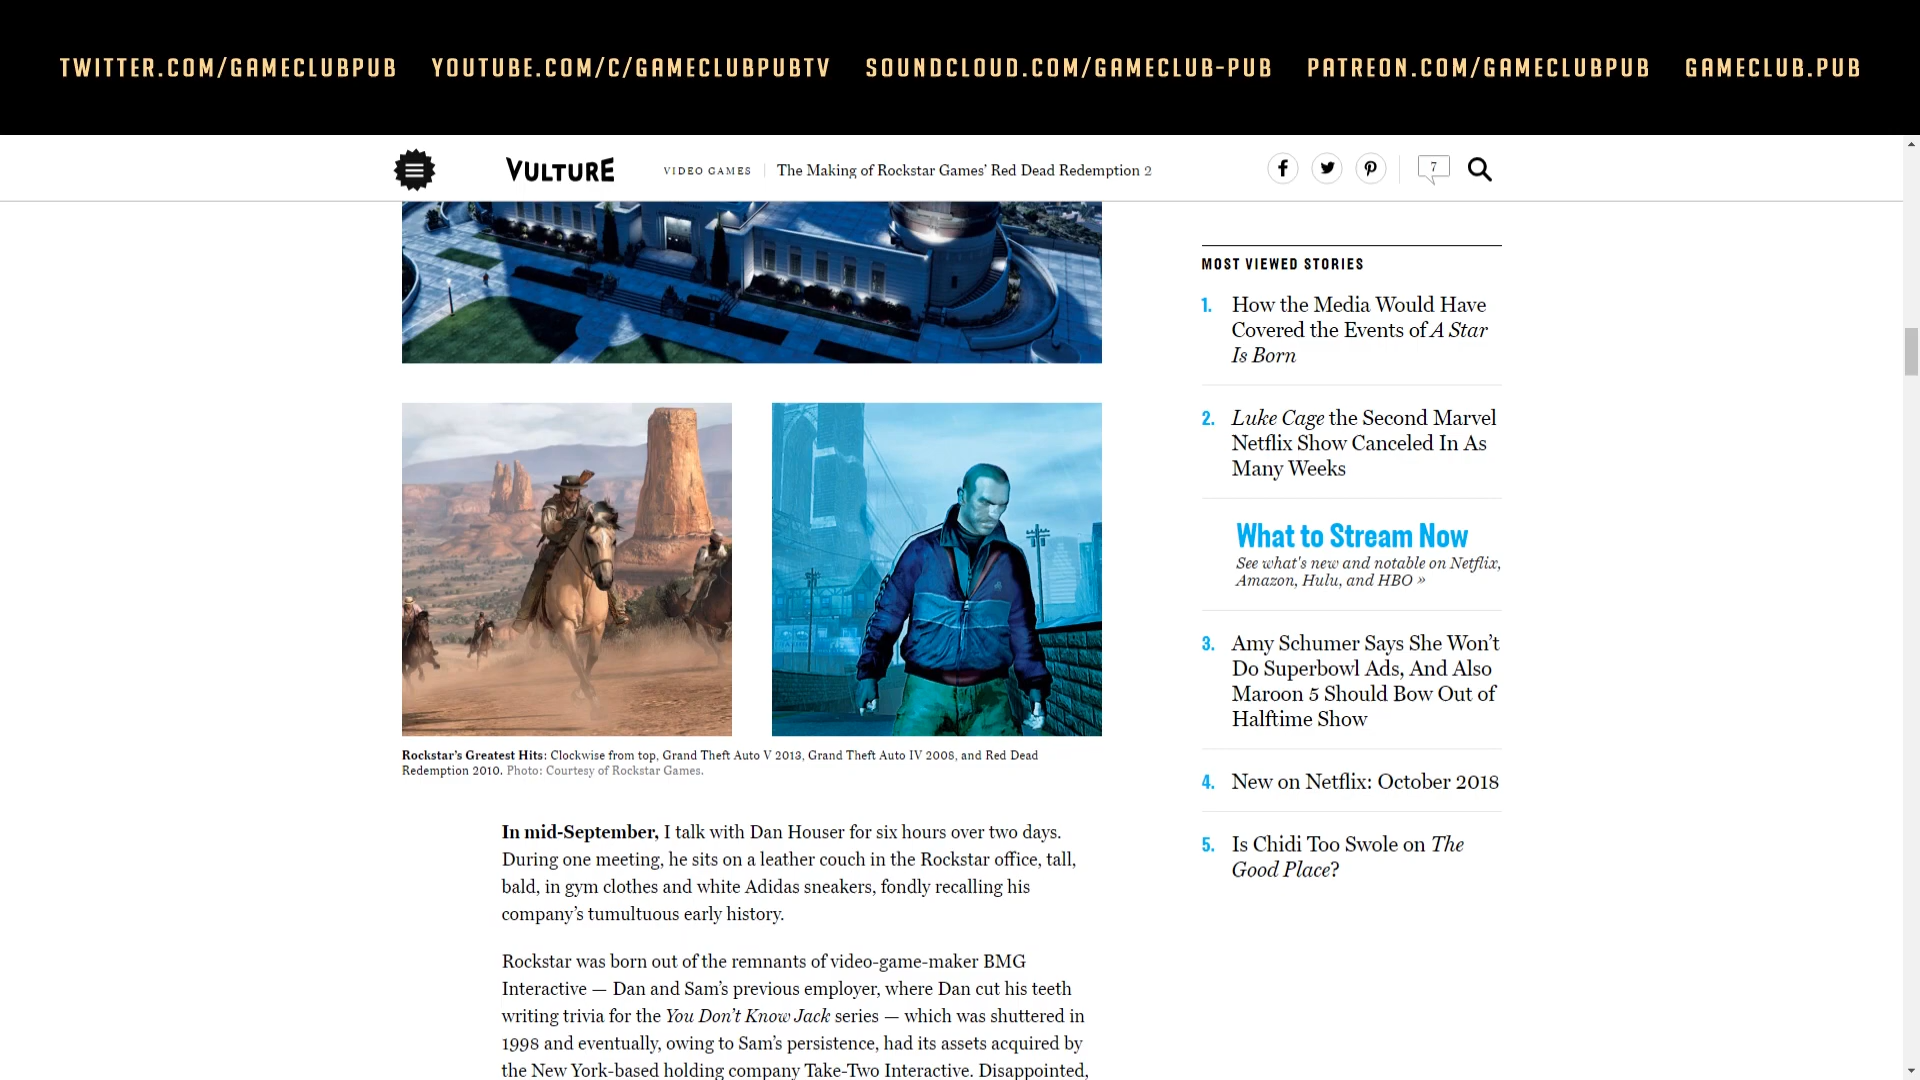 TWITTER.COM/GAMECLUBPUB YOUTUBE.COM/C/GAMECLUBPUBTV SOUNDCLOUD.COM/GAMECLUB-PUB PATREON.COM/GAMECLUBPUB GAMECLUB.PUB
VULTURE VIDEO GAMES The Making of Rockstar Games' Red Dead Redemption 2 7
Rockstar's Greatest Hits: Clockwise from top, Grand Theft Auto V 2013, Grand Theft Auto IV 2008, and Red Dead
Redemption 2010. Photo: Courtesy of Rockstar Games.
In mid-September, I talk with Dan Houser for six hours over two days.
During one meeting, he sits on a leather couch in the Rockstar office, tall,
bald, in gym clothes and white Adidas sneakers, fondly recalling his
company's tumultuous early history.
Rockstar was born out of the remnants of video-game-maker BMG
Interactive — Dan and Sam's previous employer, where Dan cut his teeth
writing trivia for the You Don't Know Jack series — which was shuttered in
1998 and eventually, owing to Sam's persistence, had its assets acquired by
the New York-based holding company Take-Two Interactive. Disappointed,
MOST VIEWED STORIES
1. How the Media Would Have
Covered the Events of A Star
Is Born
2. Luke Cage the Second Marvel
Netflix Show Canceled In As
Many Weeks
What to Stream Now
See what's new and notable on Netflix,
Amazon, Hulu, and HBO »
3. Amy Schumer Says She Won't
Do Superbowl Ads, And Also
Maroon 5 Should Bow Out of
Halftime Show
4. New on Netflix: October 2018
5. Is Chidi Too Swole on The
Good Place?